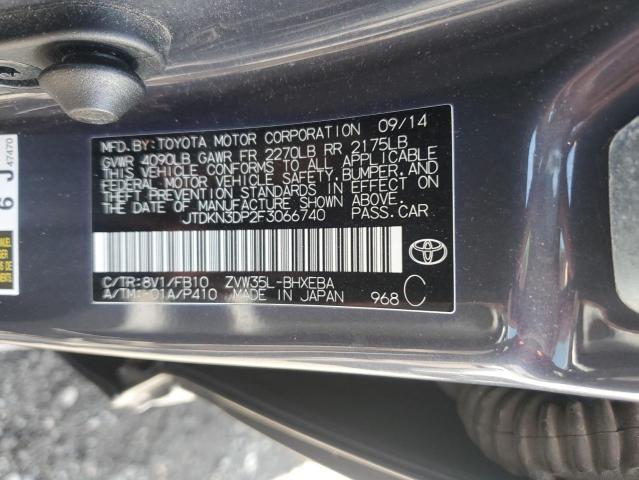 MFD. BY: TOYOTA MOTOR CORPORATION 09/14
GVWR 4090LB GAWR FR 2270LB RR 2175LB
THIS VEHICLE CONFORMS TO ALL APPLICABLE
FEDERAL MOTOR VEHICLE SAFETY, BUMPER, AND
THEFT PREVENTION STANDARDS IN EFFECT ON
THE DATE OF MANUFACTURE SHOWN ABOVE.
JTDKN3DP2F3066740 PASS.CAR
C/TR:8V1/FB10 ZVW35L-BHXEBA
A/TM:-01A/P410 MADE IN JAPAN 968 C
6 J
47470